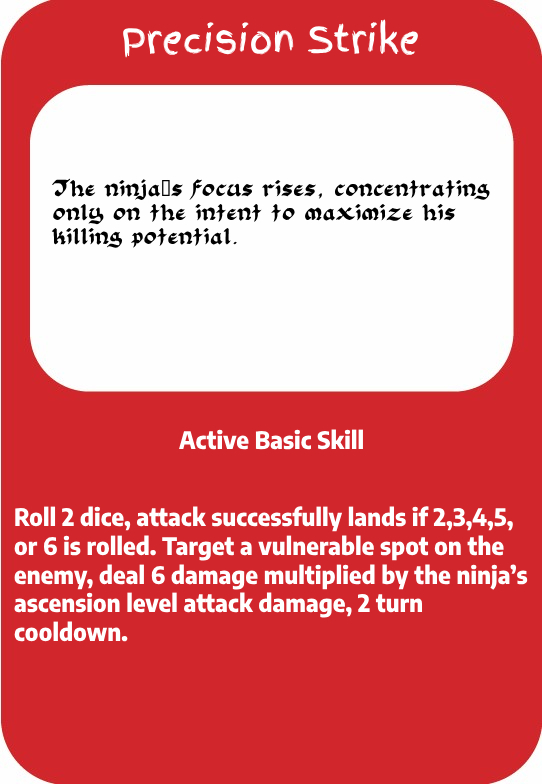 Precision Strike
The ninja▯s focus rises, concentrating
only on the intent to maximize his
killing potential.
Active Basic Skill
Roll 2 dice, attack successfully lands if 2,3,4,5,
or 6 is rolled. Target a vulnerable spot on the
enemy, deal 6 damage multiplied by the ninja’s
ascension level attack damage, 2 turn
cooldown.